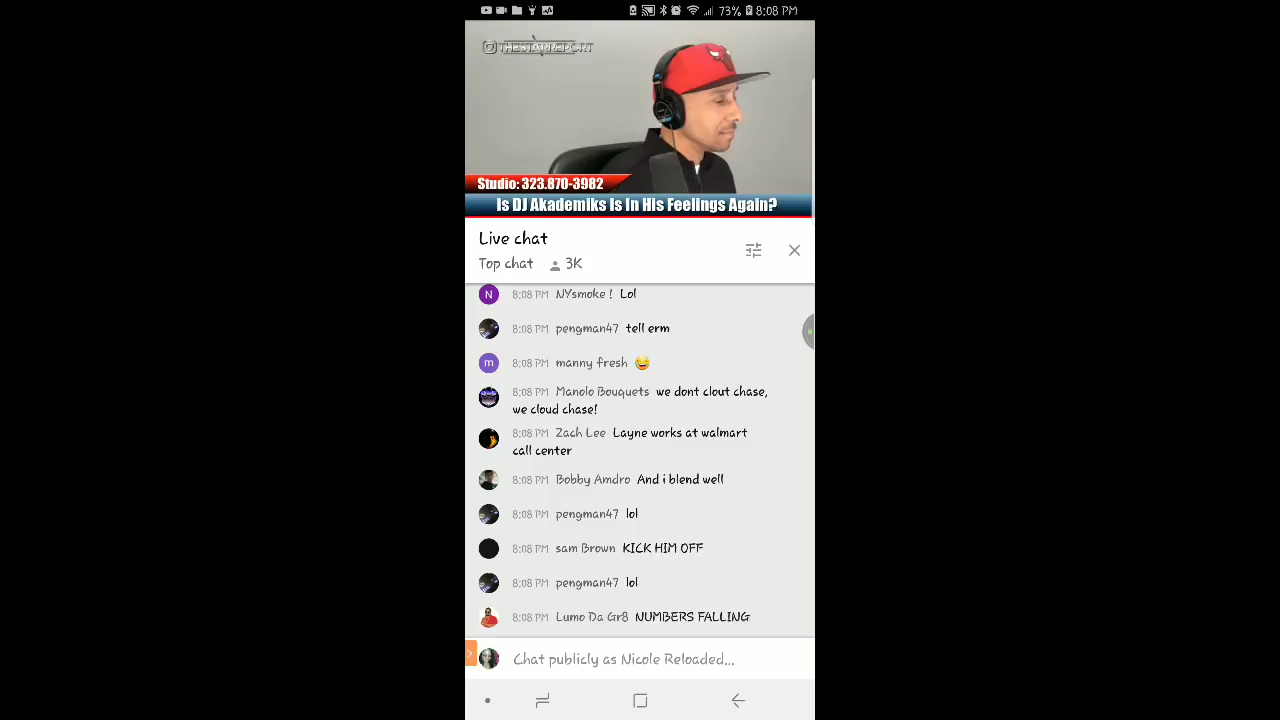 73% 8:08 PM
THESTARREPORT
Studio: 323.870-3982
Is DJ Akademiks Is In His Feelings Again?
Live chat
Top chat 3K
N 8:08 PM NYsmoke ! Lol
8:08 PM pengman47 tell erm
m 8:08 PM manny fresh 😂
8:08 PM Manolo Bouquets we dont clout chase,
we cloud chase!
8:08 PM Zach Lee Layne works at walmart
call center
8:08 PM Bobby Amdro And i blend well
8:08 PM pengman47 lol
8:08 PM sam Brown KICK HIM OFF
8:08 PM pengman47 lol
8:08 PM Lumo Da Gr8 NUMBERS FALLING
Chat publicly as Nicole Reloaded...